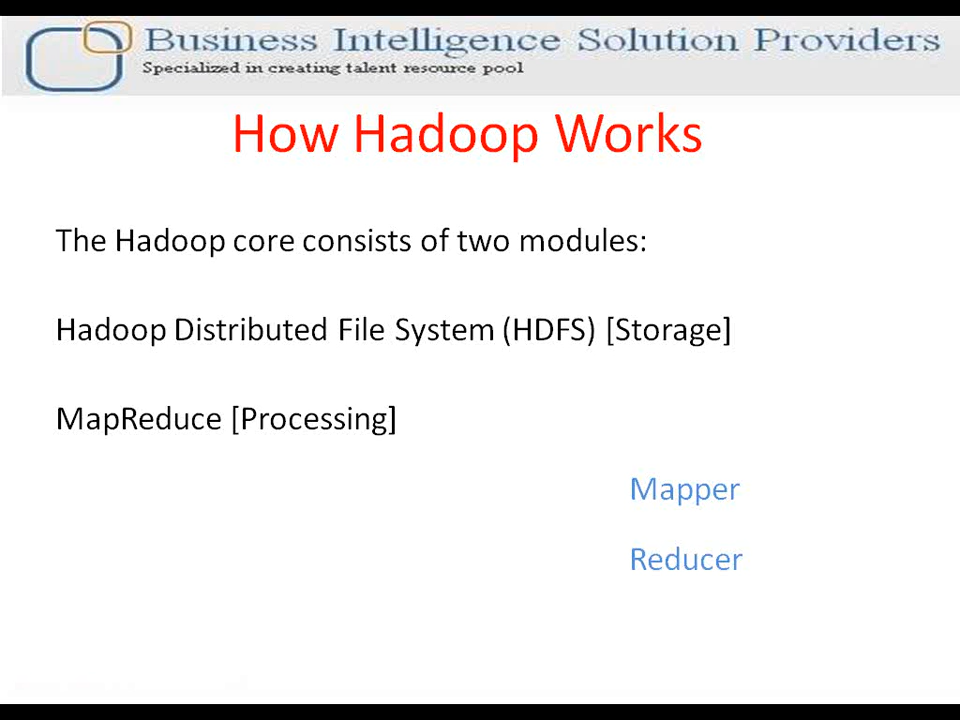 Business Intelligence Solution Providers
Specialized in creating talent resource pool
How Hadoop Works
The Hadoop core consists of two modules:
Hadoop Distributed File System (HDFS) [Storage]
MapReduce [Processing]
Mapper
Reducer